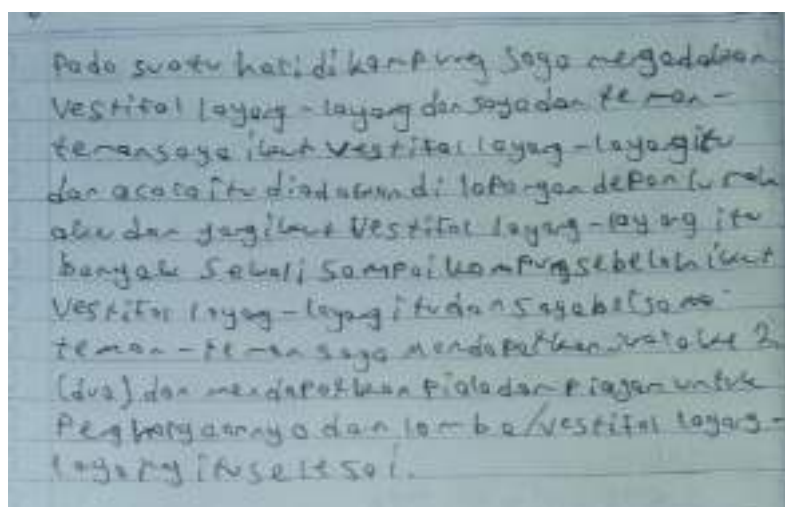 Pada suatu hari di kampung saya mengadakan
vestifal layang-layang dan saya dan teman-
teman saya ikut vestifal layang-layang itu
dan acara itu diadakan di lapangan depan rumah
aku dan yang ikut vestifal layang-layang itu
banyak sekali sampai kampung sebelah ikut
vestifal layang-layang itu dan saya bersama
teman-teman saya mendapatkan juara ke 2
(dua) dan mendapatkan piala dan piagam untuk
penghargaannya dan lomba/vestifal layang-
layang itu selesai.